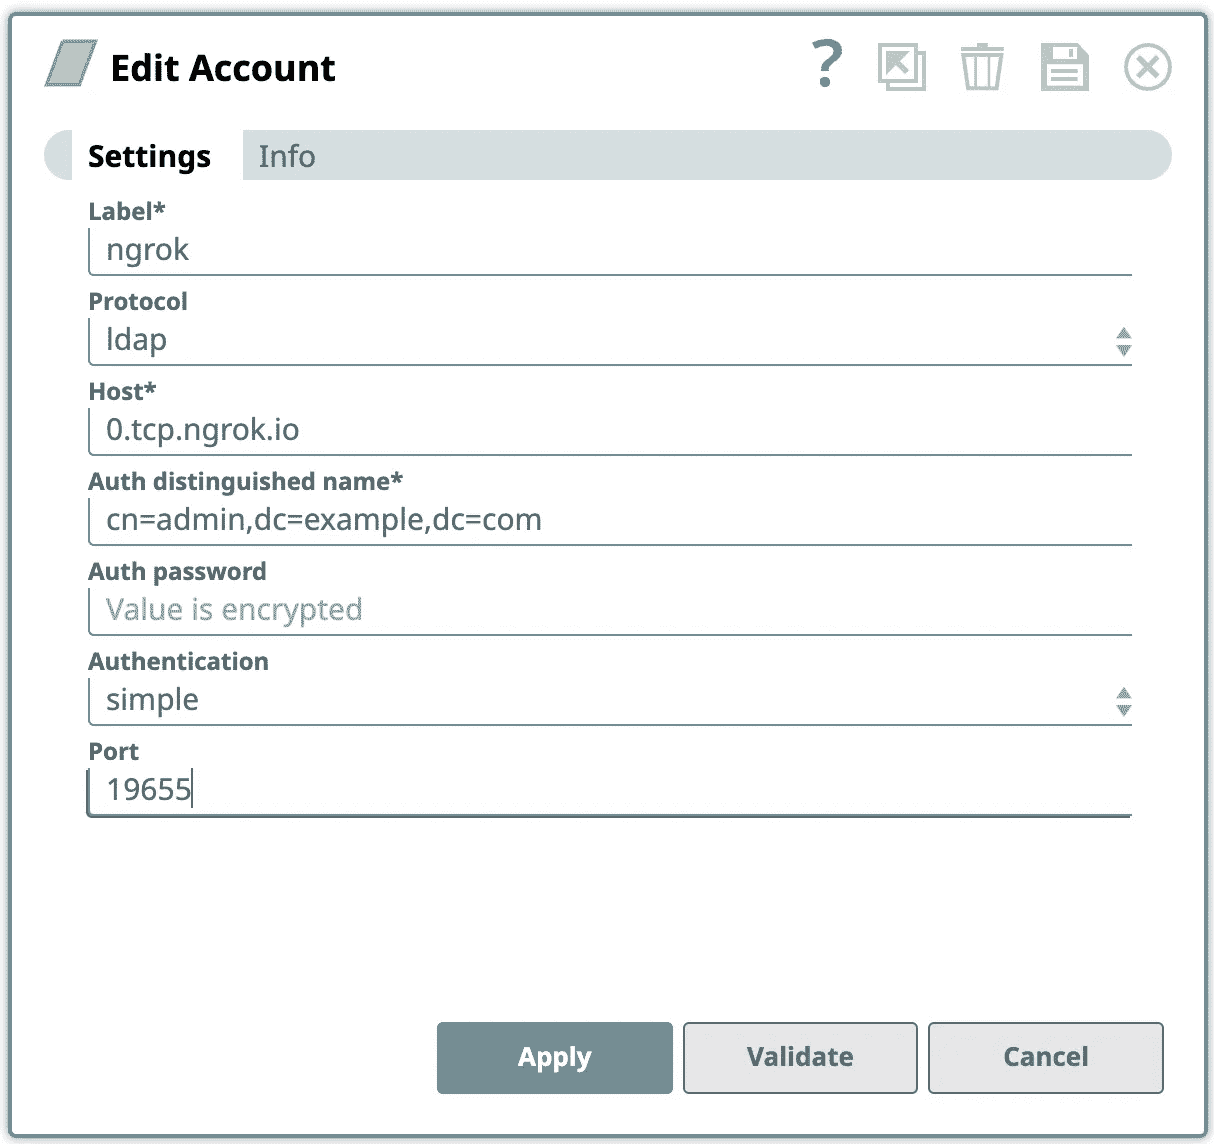 Edit Account
?
Settings Info
Label*
ngrok
Protocol
ldap
Host*
0.tcp.ngrok.io
Auth distinguished name*
cn=admin,dc=example,dc=com
Auth password
Value is encrypted
Authentication
simple
Port
19655
Apply Validate Cancel